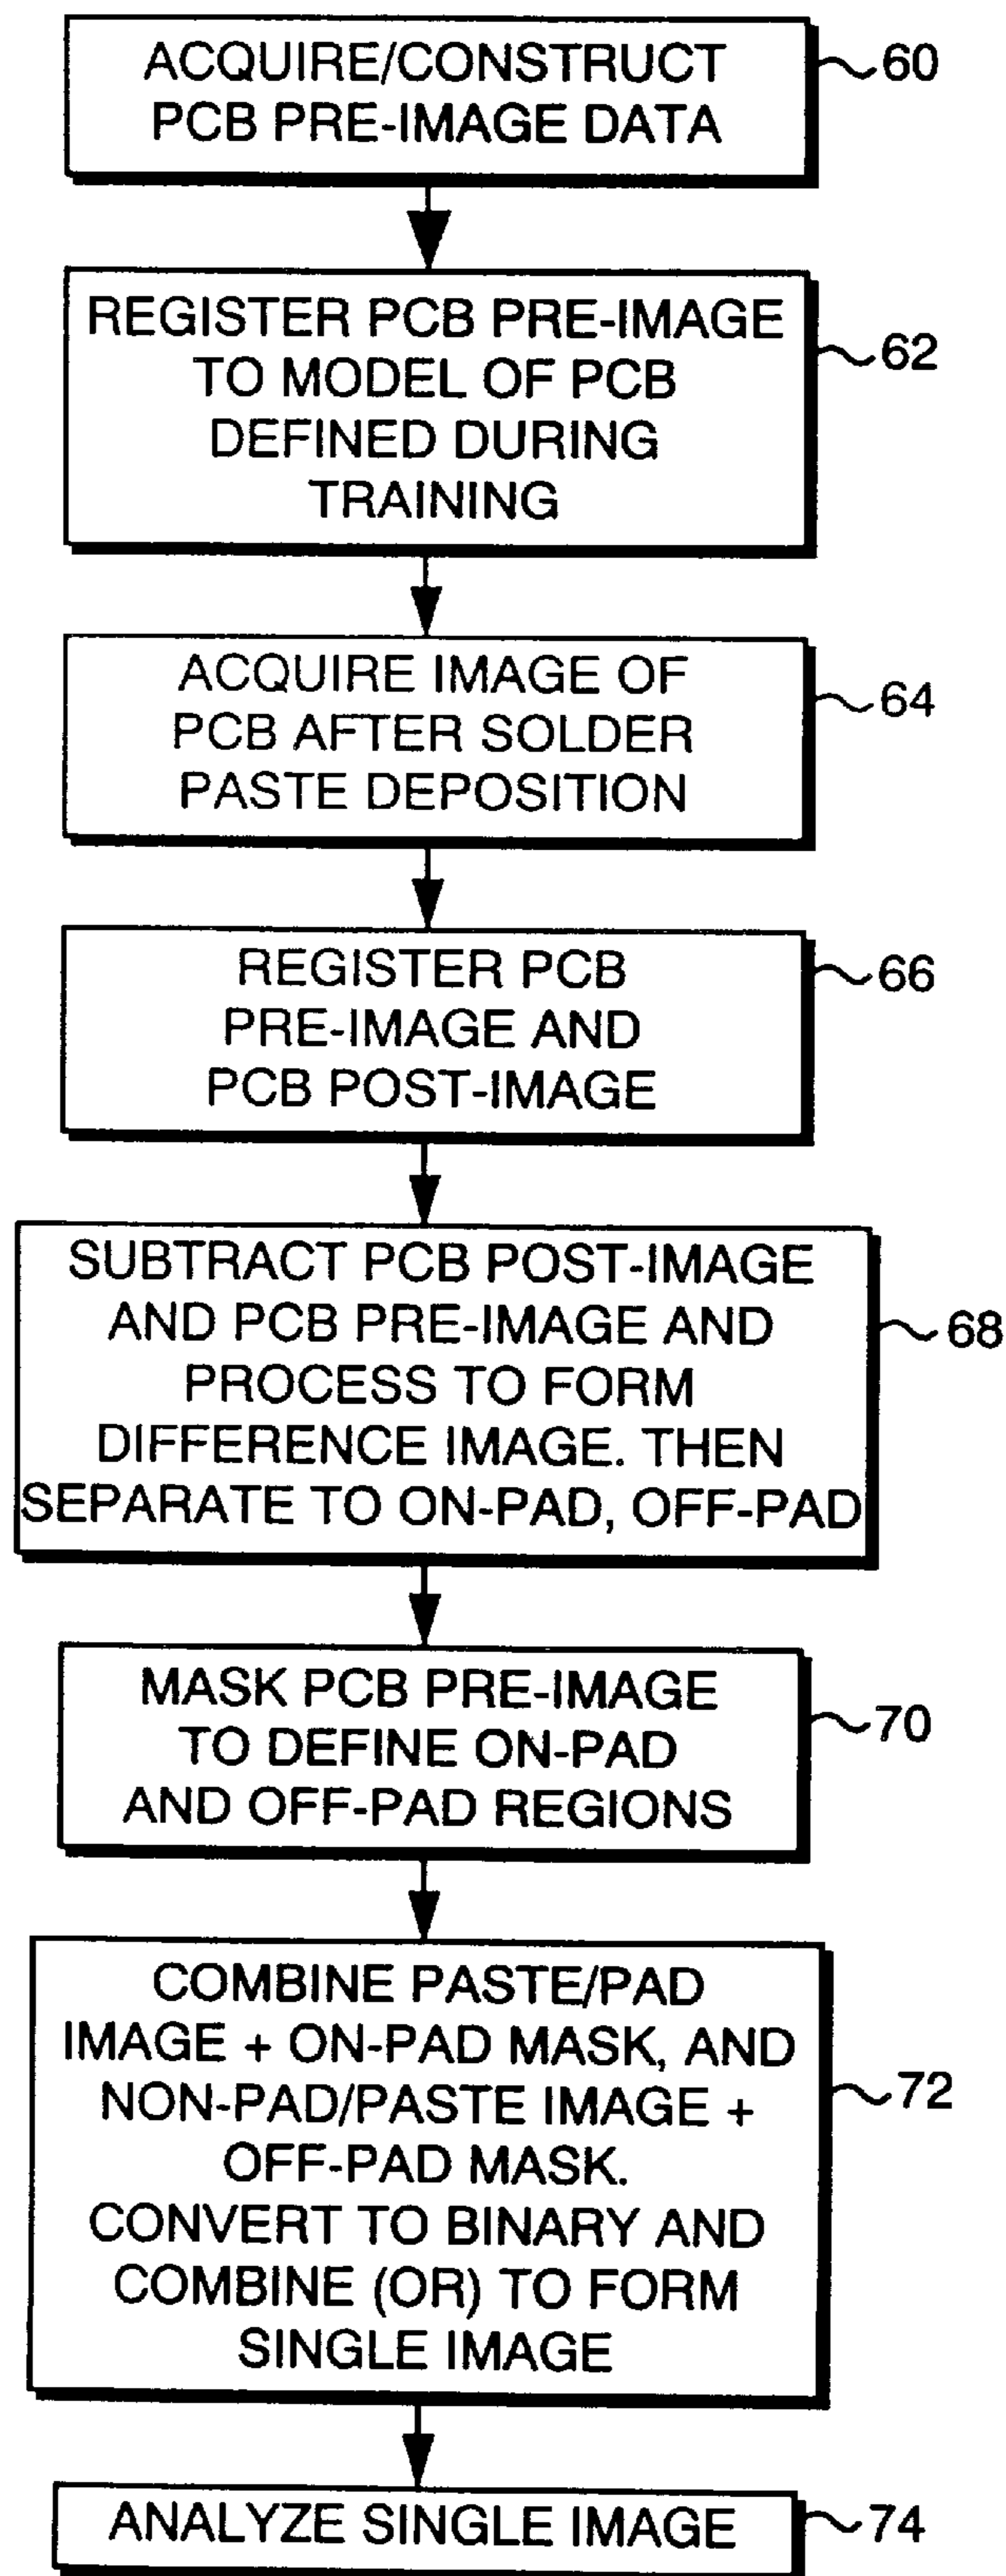 ACQUIRE/CONSTRUCT
PCB PRE-IMAGE DATA
60
REGISTER PCB PRE-IMAGE
TO MODEL OF PCB
DEFINED DURING
TRAINING
62
ACQUIRE IMAGE OF
PCB AFTER SOLDER
PASTE DEPOSITION
64
REGISTER PCB
PRE-IMAGE AND
PCB POST-IMAGE
66
SUBTRACT PCB POST-IMAGE
AND PCB PRE-IMAGE AND
PROCESS TO FORM
DIFFERENCE IMAGE. THEN
SEPARATE TO ON-PAD, OFF-PAD
68
MASK PCB PRE-IMAGE
TO DEFINE ON-PAD
AND OFF-PAD REGIONS
70
COMBINE PASTE/PAD
IMAGE + ON-PAD MASK, AND
NON-PAD/PASTE IMAGE +
OFF-PAD MASK.
CONVERT TO BINARY AND
COMBINE (OR) TO FORM
SINGLE IMAGE
72
ANALYZE SINGLE IMAGE
74